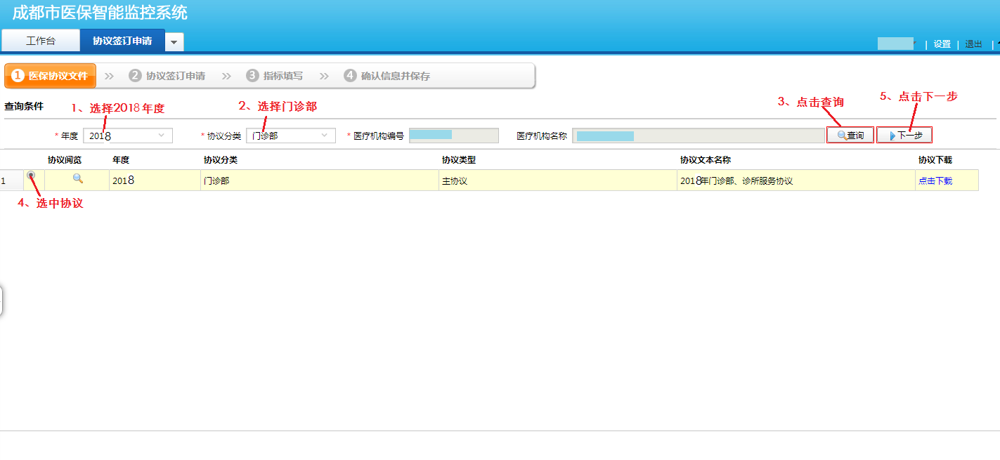 成都市医保智能监控系统
工作台 协议签订申请
| 设置 | 退出 |
1 医保协议文件 >> 2 协议签订申请 >> 3 指标填写 >> 4 确认信息并保存
查询条件 1、选择2018年度 2、选择门诊部 3、点击查询 5、点击下一步
* 年度 2018 * 协议分类 门诊部 * 医疗机构编号 医疗机构名称 查询 下一步
协议阅览 年度 协议分类 协议类型 协议文本名称 协议下载
1 2018 门诊部 主协议 2018年门诊部、诊所服务协议 点击下载
4、选中协议